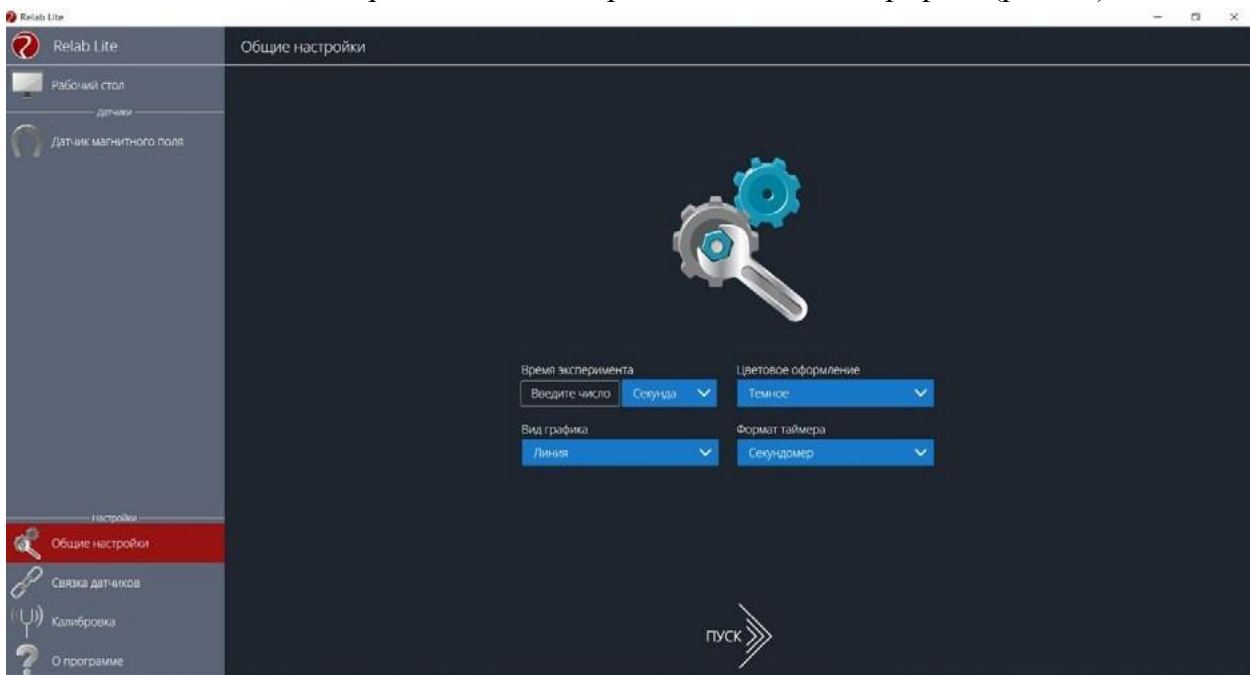 Relab Lite
Relab Lite
Общие настройки
Рабочий стол
Датчики
Датчик магнитного поля
Время эксперимента
Цветовое оформление
Введите число
Секунда
Темное
Вид графика
Формат таймера
Линия
Секундомер
Настройки
Общие настройки
Связка датчиков
Калибровка
О программе
ПУСК